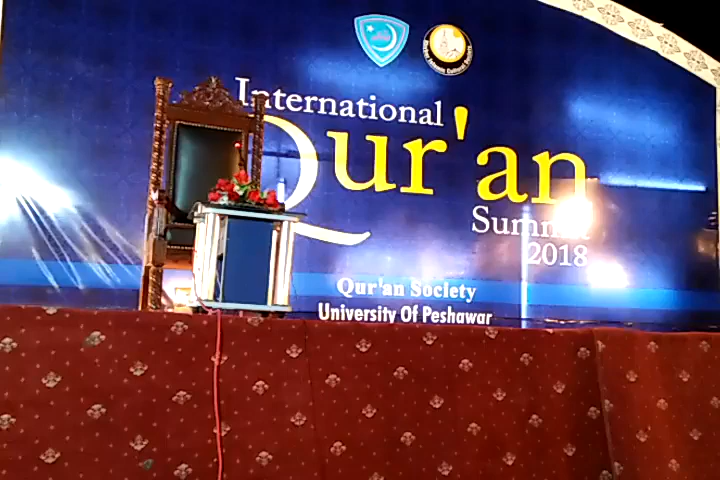 International
Qur'an
Summit
2018
Qur'an Society
University Of Peshawar